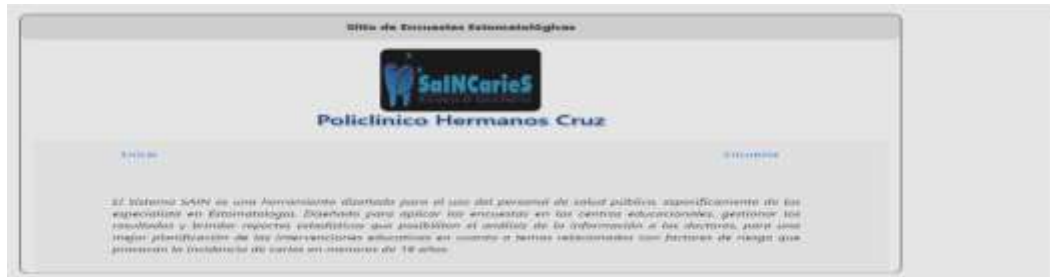 Sitio de Encuestas Estomatológicas
SaINCarieS
Policlínico Hermanos Cruz
Inicio Encuesta
El Sistema SAIN es una herramienta diseñada para el uso del personal de salud pública, específicamente de los
especialista en Estomatología. Diseñado para aplicar las encuestas en los centros educacionales, gestionar los
resultados y brindar reportes estadísticos que posibiliten el análisis de la información a los doctores, para una
mejor planificación de las intervenciones educativas en cuanto a temas relacionados con factores de riesgo que
provocan la incidencia de caries en menores de 19 años.